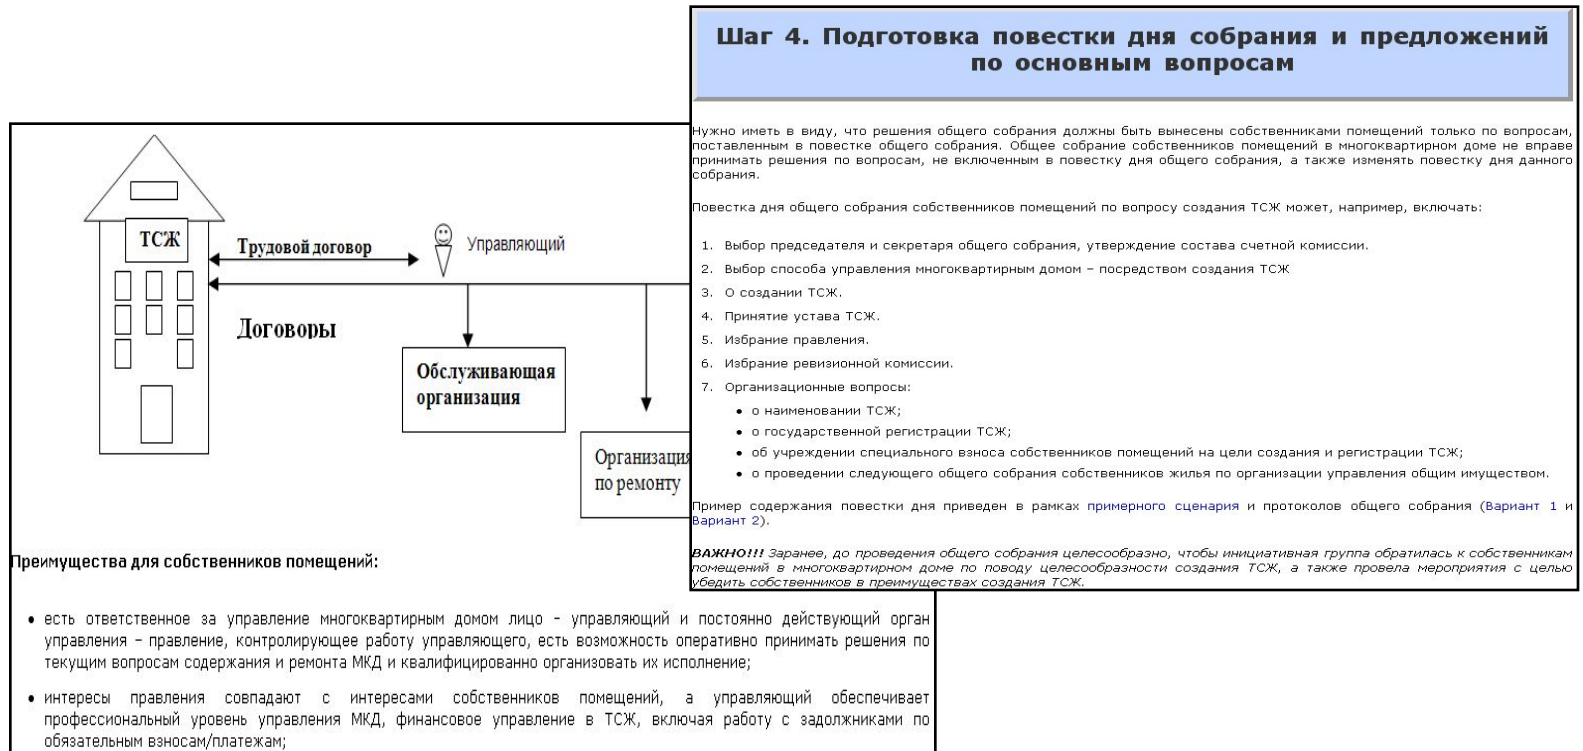 Шаг 4. Подготовка повестки дня собрания и предложений
по основным вопросам
Нужно иметь в виду, что решения общего собрания должны быть вынесены собственниками помещений только по вопросам,
поставленным в повестке общего собрания. Общее собрание собственников помещений в многоквартирном доме не вправе
принимать решения по вопросам, не включенным в повестку дня общего собрания, а также изменять повестку дня данного
собрания.
Повестка дня общего собрания собственников помещений по вопросу создания ТСЖ может, например, включать:
1. Выбор председателя и секретаря общего собрания, утверждение состава счетной комиссии.
2. Выбор способа управления многоквартирным домом – посредством создания ТСЖ
3. О создании ТСЖ.
4. Принятие устава ТСЖ.
5. Избрание правления.
6. Избрание ревизионной комиссии.
7. Организационные вопросы:
• о наименовании ТСЖ;
• о государственной регистрации ТСЖ;
• об учреждении специального взноса собственников помещений на цели создания и регистрации ТСЖ;
• о проведении следующего общего собрания собственников жилья по организации управления общим имуществом.
Пример содержания повестки дня приведен в рамках примерного сценария и протоколов общего собрания (Вариант 1 и
Вариант 2).
ВАЖНО!!! Заранее, до проведения общего собрания целесообразно, чтобы инициативная группа обратилась к собственникам
помещений в многоквартирном доме по поводу целесообразности создания ТСЖ, а также провела мероприятия с целью
убедить собственников в преимуществах создания ТСЖ.
ТСЖ
Трудовой договор
Управляющий
Договоры
Обслуживающая
организация
Организация
по ремонту
Преимущества для собственников помещений:
• есть ответственное за управление многоквартирным домом лицо - управляющий и постоянно действующий орган
управления – правление, контролирующее работу управляющего, есть возможность оперативно принимать решения по
текущим вопросам содержания и ремонта МКД и квалифицированно организовать их исполнение;
• интересы правления совпадают с интересами собственников помещений, а управляющий обеспечивает
профессиональный уровень управления МКД, финансовое управление в ТСЖ, включая работу с задолжниками по
обязательным взносам/платежам;